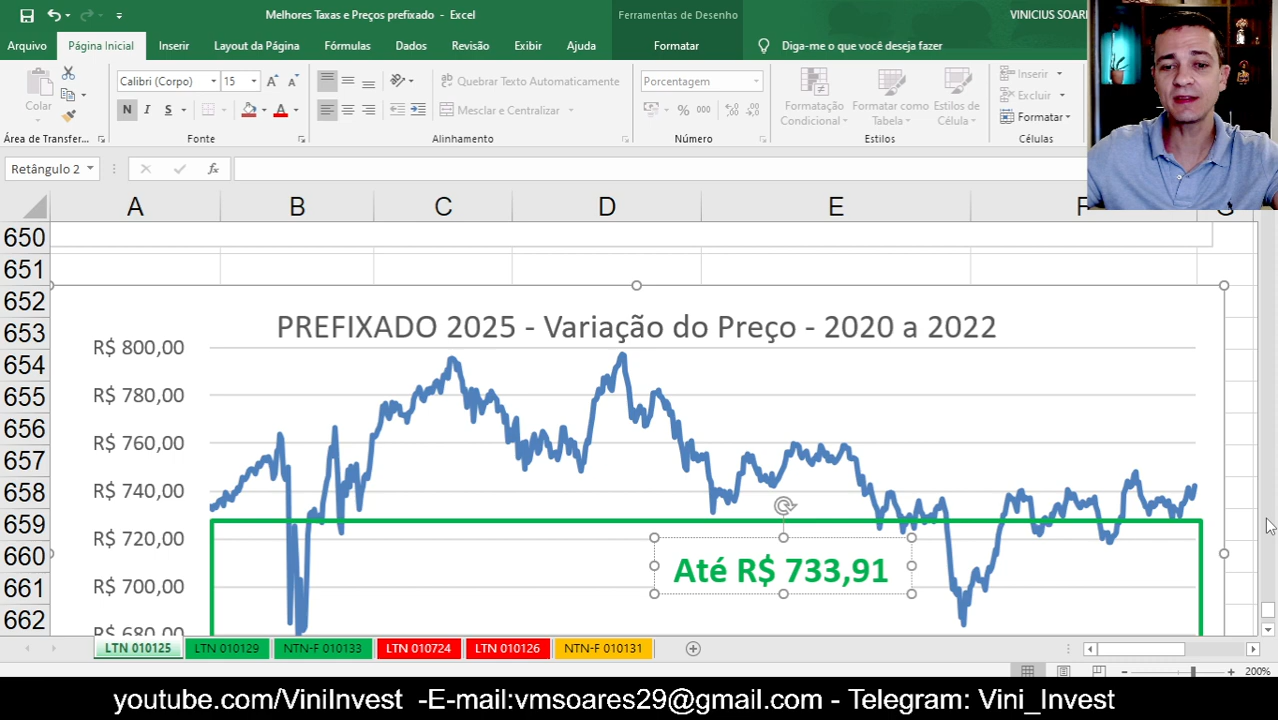 Melhores Taxas e Preços prefixado - Excel
Ferramentas de Desenho
VINICIUS SOARI
Arquivo
Página Inicial
Inserir
Layout da Página
Fórmulas
Dados
Revisão
Exibir
Ajuda
Formatar
Diga-me o que você deseja fazer
Colar
Calibri (Corpo)
15
N I S
Quebrar Texto Automaticamente
Mesclar e Centralizar
Porcentagem
% 000
Formatação Condicional
Formatar como Tabela
Estilos de Célula
Inserir
Excluir
Formatar
Área de Transfer...
Fonte
Alinhamento
Número
Estilos
Células
Retângulo 2
fx
A B C D E F G
650
651
652
653
654
655
656
657
658
659
660
661
662
PREFIXADO 2025 - Variação do Preço - 2020 a 2022
R$ 800,00
R$ 780,00
R$ 760,00
R$ 740,00
R$ 720,00
R$ 700,00
R$ 680,00
Até R$ 733,91
LTN 010125
LTN 010129
NTN-F 010133
LTN 010724
LTN 010126
NTN-F 010131
200%
youtube.com/ViniInvest -E-mail:vmsoares29@gmail.com - Telegram: Vini_Invest